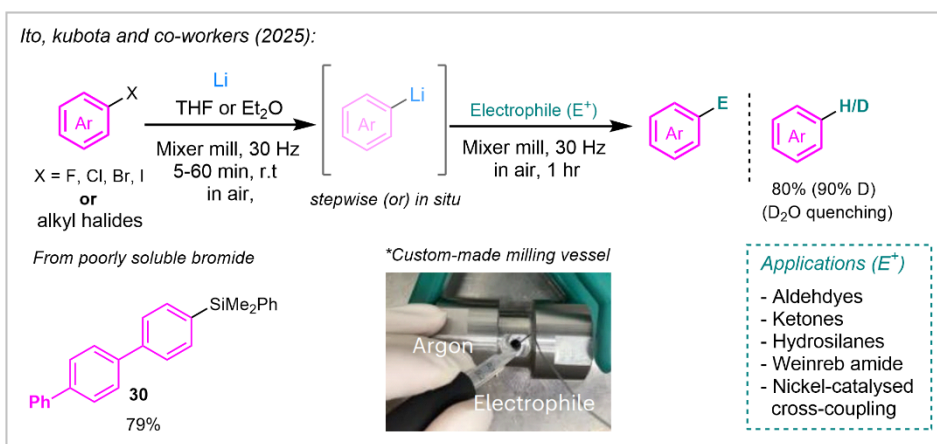 Ito, kubota and co-workers (2025):
X
Ar
X = F, Cl, Br, I
or
alkyl halides
Li
THF or Et2O
Mixer mill, 30 Hz
5-60 min, r.t
in air,
Li
Ar
stepwise (or) in situ
Electrophile (E+)
Mixer mill, 30 Hz
in air, 1 hr
E
Ar
H/D
Ar
80% (90% D)
(D2O quenching)
From poorly soluble bromide
SiMe2Ph
Ph
30
79%
*Custom-made milling vessel
Argon
Electrophile
Applications (E+)
- Aldehdyes
- Ketones
- Hydrosilanes
- Weinreb amide
- Nickel-catalysed
cross-coupling